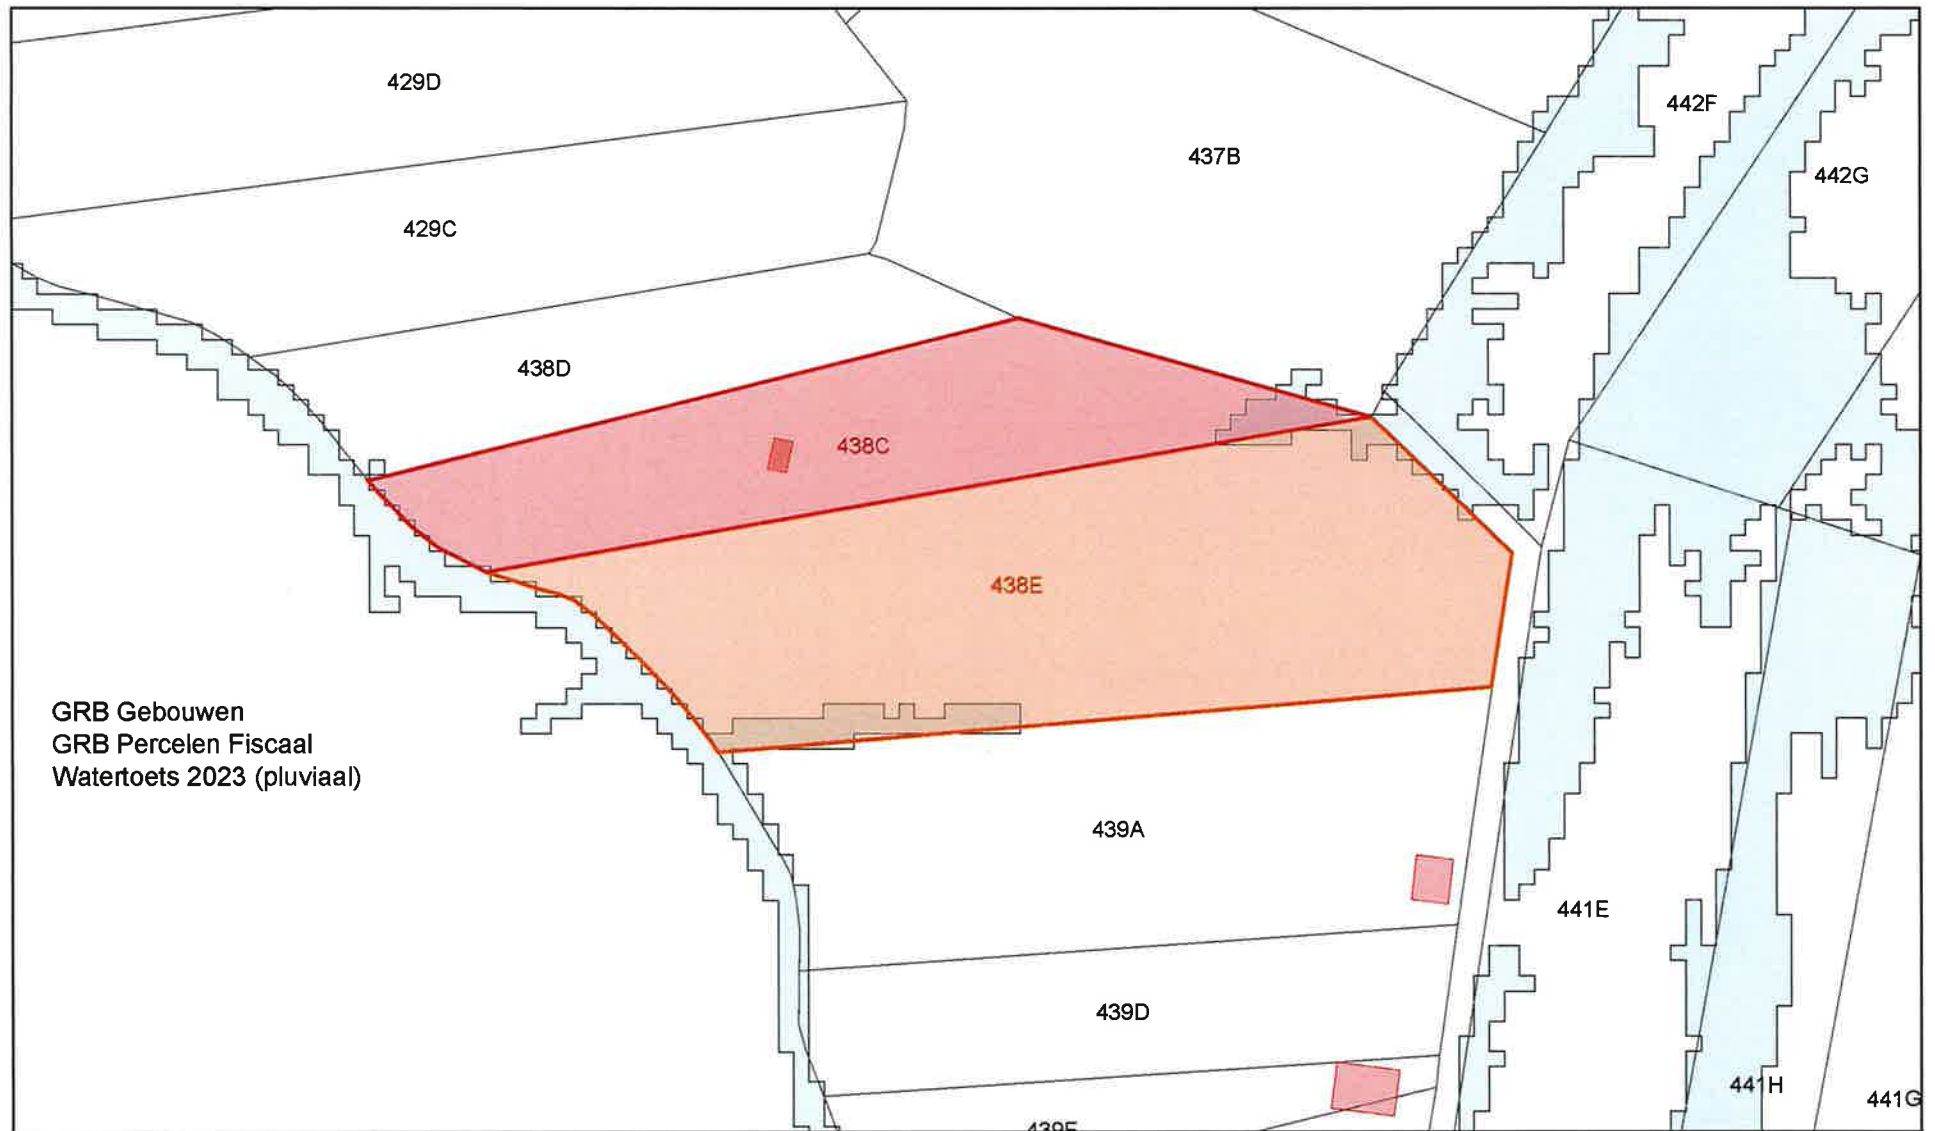 429D
442F
437B
442G
429C
438D
438C
438E
GRB Gebouwen
GRB Percelen Fiscaal
Watertoets 2023 (pluviaal)
439A
441E
439D
441H
441G